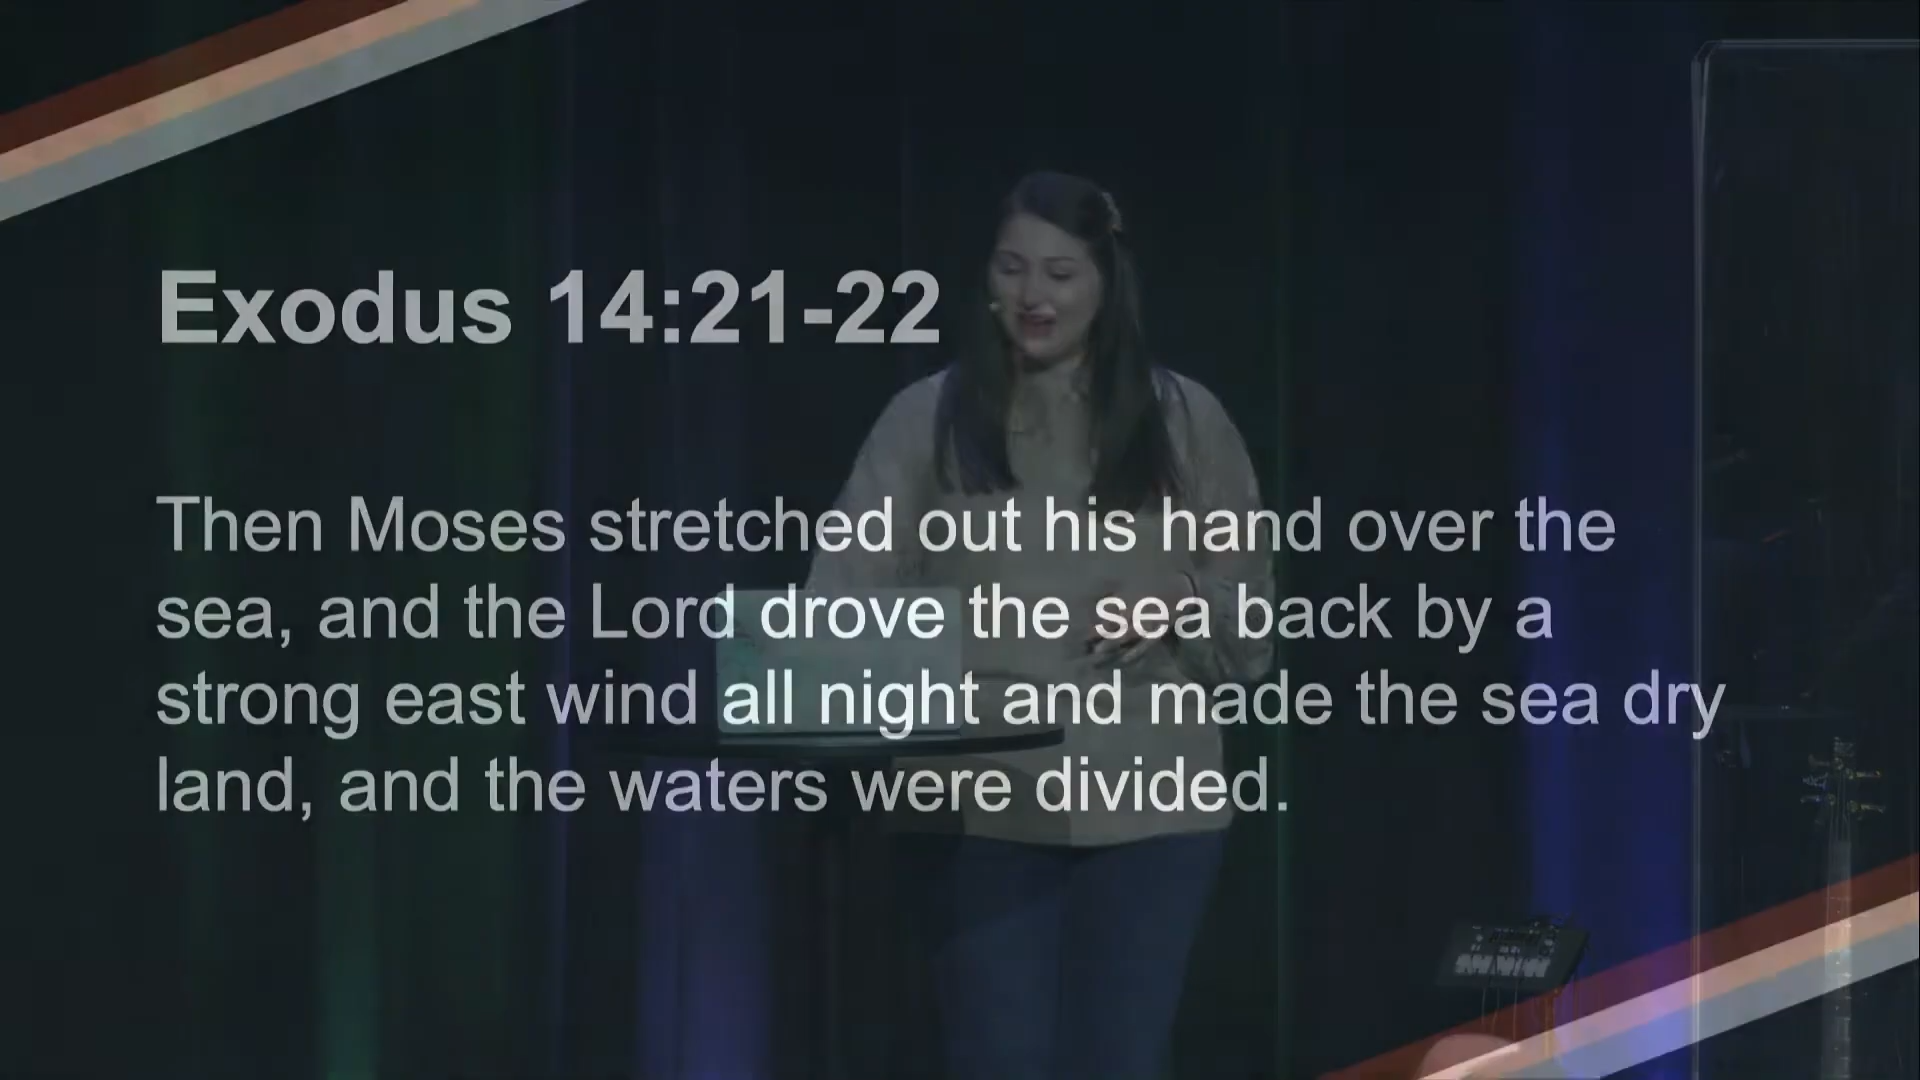 Exodus 14:21-22
Then Moses stretched out his hand over the
sea, and the Lord drove the sea back by a
strong east wind all night and made the sea dry
land, and the waters were divided.